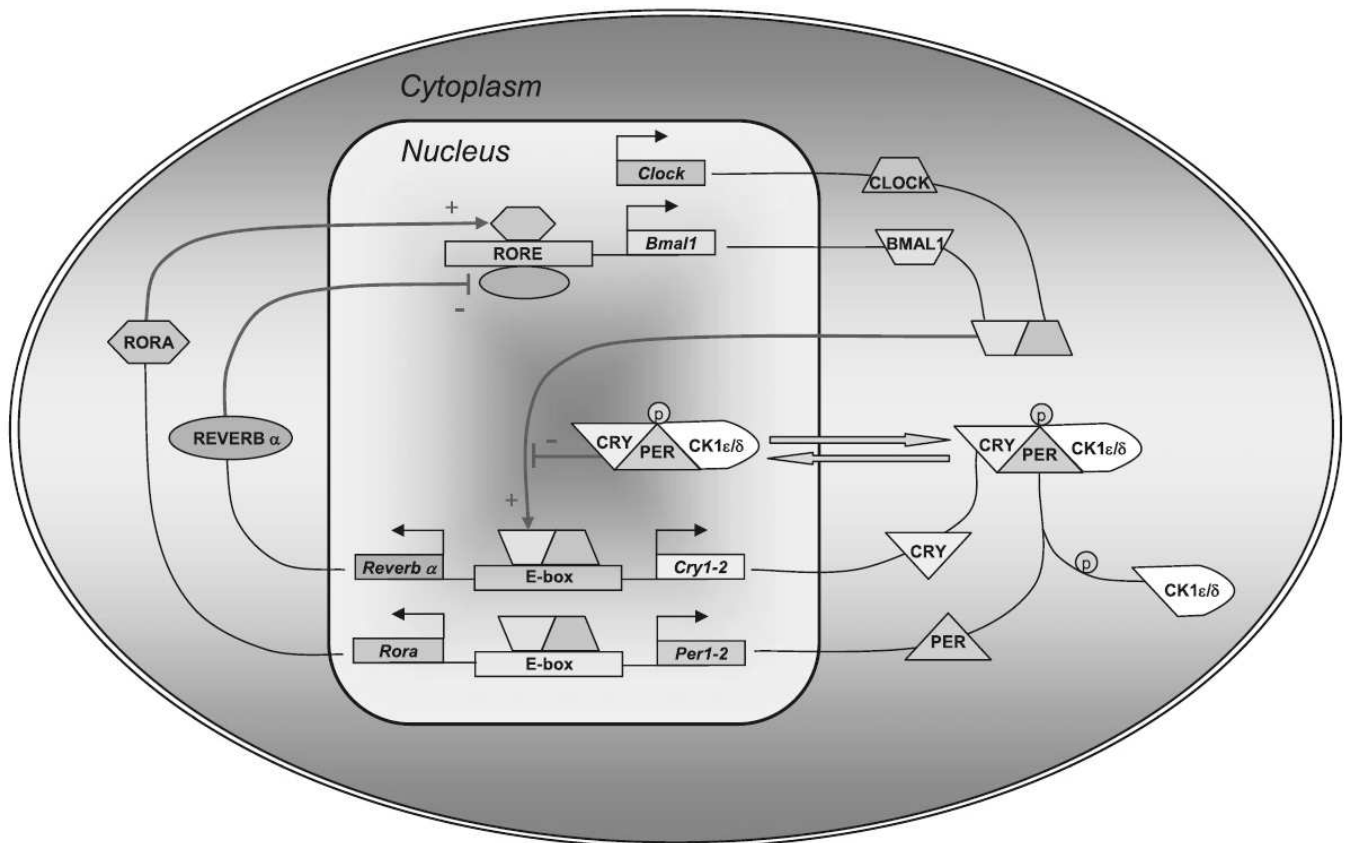 Cytoplasm
Nucleus
Clock
CLOCK
+
Bmal1
BMAL1
RORE
-
RORA
REVERB α
p
CRY
PER
CK1ε/δ
-
p
CRY
PER
CK1ε/δ
+
Reverb α
E-box
Cry1-2
CRY
p
CK1ε/δ
Rora
E-box
Per1-2
PER